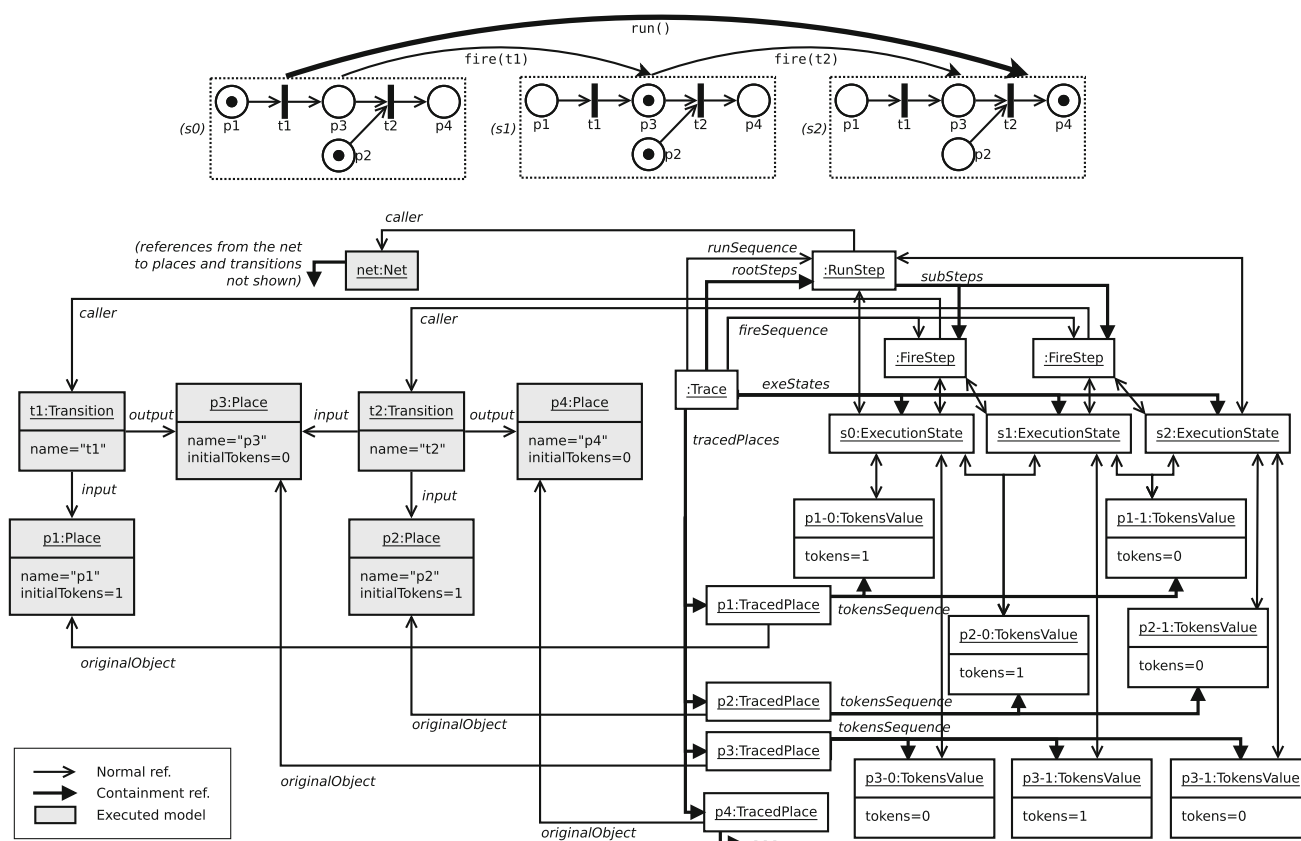 run()
fire(t1)
fire(t2)
(s0)
p1
t1
p3
t2
p4
p2
(s1)
p1
t1
p3
t2
p4
p2
(s2)
p1
t1
p3
t2
p4
p2
caller
(references from the net
to places and transitions
not shown)
net:Net
runSequence
rootSteps
:RunStep
subSteps
caller
caller
fireSequence
:FireStep
:FireStep
:Trace
exeStates
t1:Transition
name="t1"
output
p3:Place
name="p3"
initialTokens=0
input
t2:Transition
name="t2"
output
p4:Place
name="p4"
initialTokens=0
tracedPlaces
s0:ExecutionState
s1:ExecutionState
s2:ExecutionState
input
input
p1:Place
name="p1"
initialTokens=1
p2:Place
name="p2"
initialTokens=1
p1-0:TokensValue
tokens=1
p1-1:TokensValue
tokens=0
p1:TracedPlace
tokensSequence
originalObject
p2-0:TokensValue
tokens=1
p2-1:TokensValue
tokens=0
p2:TracedPlace
tokensSequence
originalObject
tokensSequence
p3:TracedPlace
originalObject
p3-0:TokensValue
tokens=0
p3-1:TokensValue
tokens=1
p3-1:TokensValue
tokens=0
p4:TracedPlace
originalObject
Normal ref.
Containment ref.
Executed model